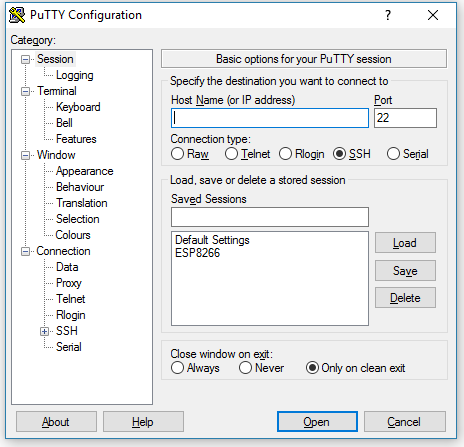 PuTTY Configuration
Category:
Session
Logging
Terminal
Keyboard
Bell
Features
Window
Appearance
Behaviour
Translation
Selection
Colours
Connection
Data
Proxy
Telnet
Rlogin
SSH
Serial
Basic options for your PuTTY session
Specify the destination you want to connect to
Host Name (or IP address) Port
22
Connection type:
Raw Telnet Rlogin SSH Serial
Load, save or delete a stored session
Saved Sessions
Default Settings
ESP8266
Load
Save
Delete
Close window on exit:
Always Never Only on clean exit
About Help Open Cancel